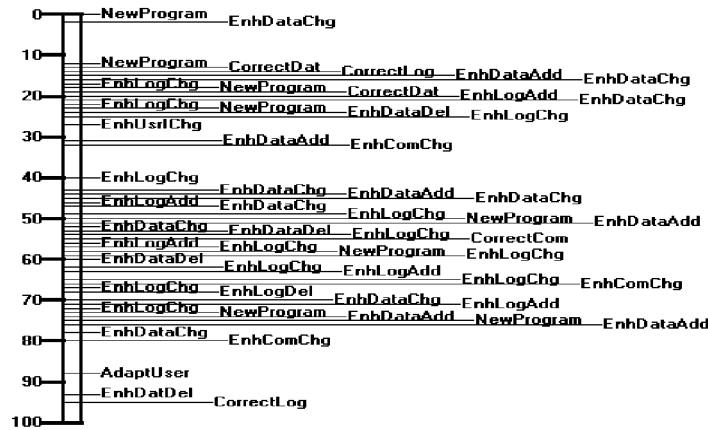 0 NewProgram
EnhDataChg
10
NewProgram CorrectDat CorrectLog EnhDataAdd EnhDataChg
EnhLogChg NewProgram CorrectDat EnhLogAdd EnhDataChg
20
EnhLogChg NewProgram EnhDataDel EnhLogChg
EnhUsrIChg
30
EnhDataAdd EnhComChg
40 EnhLogChg
EnhDataChg EnhDataAdd EnhDataChg
EnhLogAdd EnhDataChg EnhLogChg NewProgram EnhDataAdd
50
EnhDataChg EnhDataDel EnhLogChg CorrectCom
EnhLogAdd EnhLogChg NewProgram EnhLogChg
60 EnhDataDel EnhLogChg EnhLogAdd EnhLogChg EnhComChg
EnhLogChg EnhLogDel EnhDataChg EnhLogAdd
70
EnhLogChg NewProgram EnhDataAdd NewProgram EnhDataAdd
EnhDataChg EnhComChg
80
AdaptUser
90
EnhDatDel CorrectLog
100